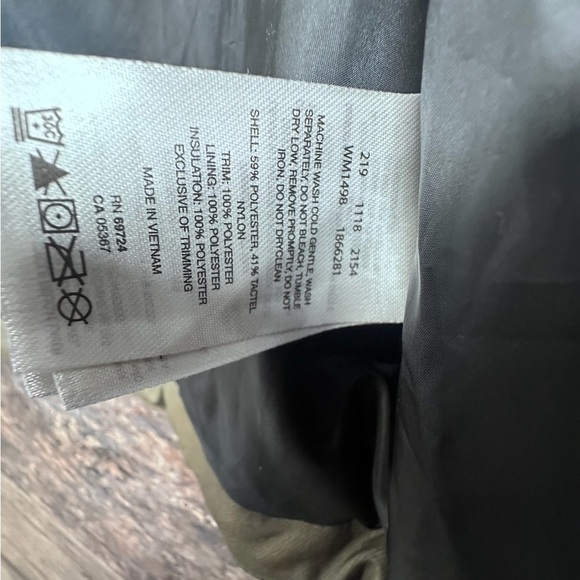 219 1118 2154
WM1498 1866281
MACHINE WASH COLD GENTLE, WASH
SEPARATELY, DO NOT BLEACH, TUMBLE
DRY LOW, REMOVE PROMPTLY, DO NOT
IRON, DO NOT DRYCLEAN
SHELL: 59% POLYESTER, 41% TACTEL
NYLON
TRIM: 100% POLYESTER
LINING: 100% POLYESTER
INSULATION: 100% POLYESTER
EXCLUSIVE OF TRIMMING
MADE IN VIETNAM
RN 69724
CA 05367
30C